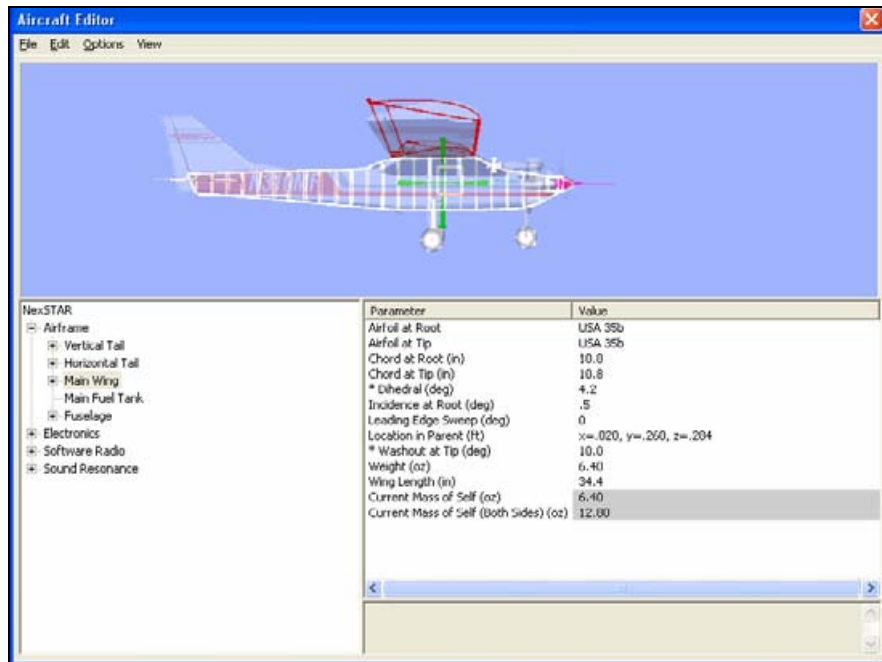 Aircraft Editor
File Edit Options View
NexSTAR
Airframe
Vertical Tail
Horizontal Tail
Main Wing
Main Fuel Tank
Fuselage
Electronics
Software Radio
Sound Resonance
Parameter Value
Airfoil at Root USA 35b
Airfoil at Tip USA 35b
Chord at Root (in) 10.8
Chord at Tip (in) 10.8
* Dihedral (deg) 4.2
Incidence at Root (deg) .5
Leading Edge Sweep (deg) 0
Location in Parent (ft) x=.020, y=.260, z=.284
* Washout at Tip (deg) 10.0
Weight (oz) 6.40
Wing Length (in) 34.4
Current Mass of Self (oz) 6.40
Current Mass of Self (Both Sides) (oz) 12.80